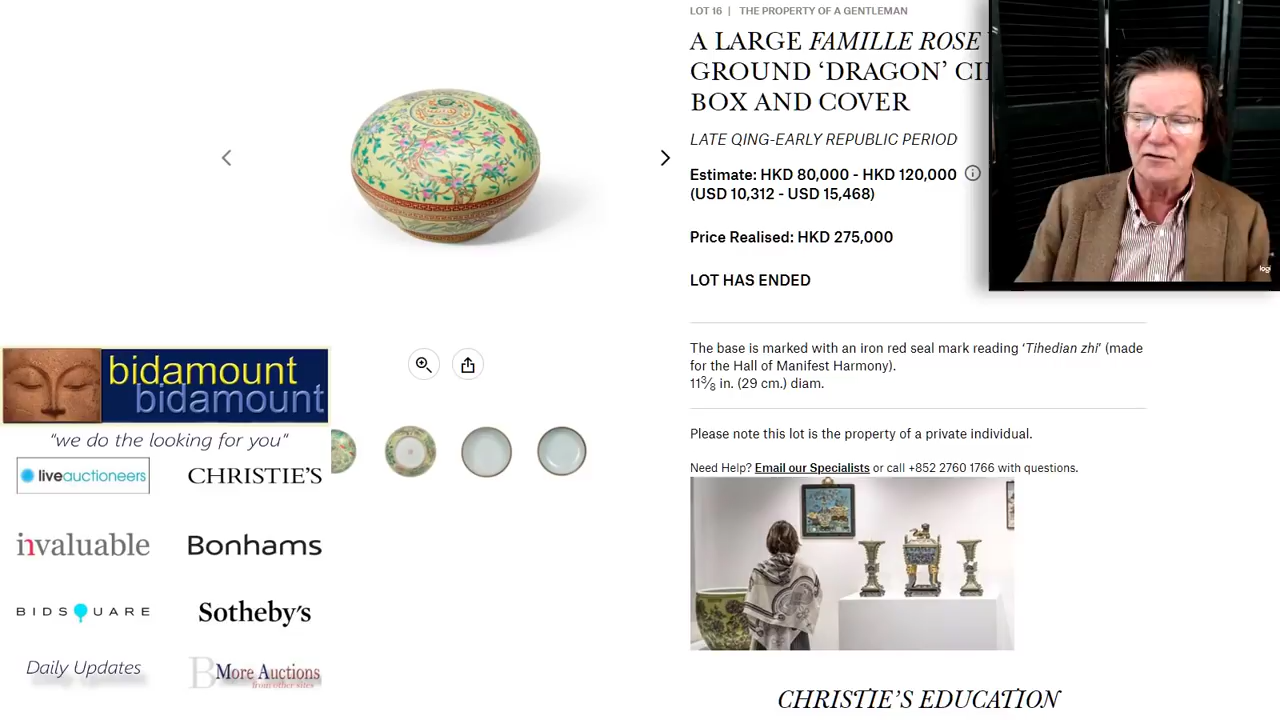 LOT 16 | THE PROPERTY OF A GENTLEMAN
A LARGE FAMILLE ROSE
GROUND ‘DRAGON’
BOX AND COVER
LATE QING-EARLY REPUBLIC PERIOD
Estimate: HKD 80,000 - HKD 120,000
(USD 10,312 - USD 15,468)
Price Realised: HKD 275,000
LOT HAS ENDED
The base is marked with an iron red seal mark reading ‘Tihedian zhi’ (made
for the Hall of Manifest Harmony).
11⅜ in. (29 cm.) diam.
Please note this lot is the property of a private individual.
Need Help? Email our Specialists or call +852 2760 1766 with questions.
CHRISTIE’S EDUCATION
bidamount
bidamount
"we do the looking for you"
liveauctioneers
CHRISTIE'S
invaluable
Bonhams
BIDSQUARE
Sotheby's
Daily Updates
B More Auctions
from other sites
logi